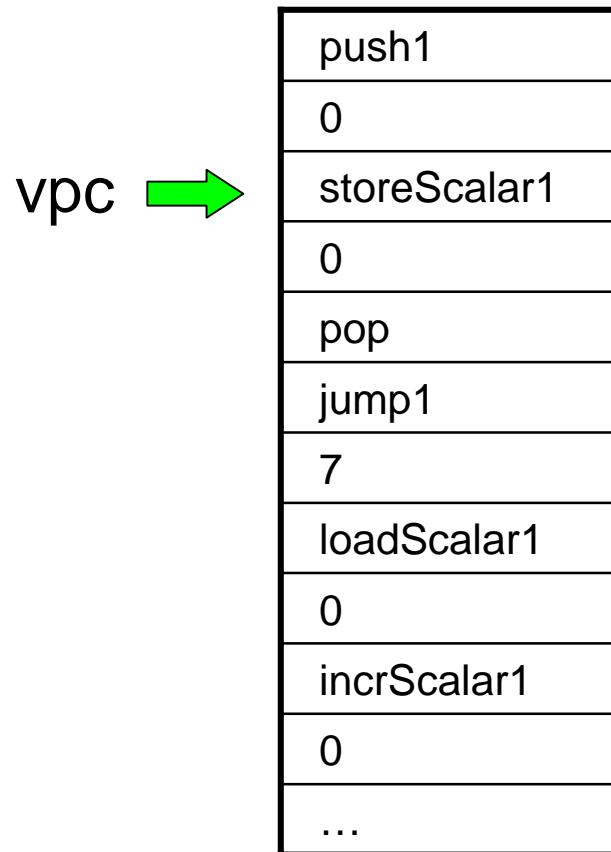 push1
0
vpc storeScalar1
0
pop
jump1
7
loadScalar1
0
incrScalar1
0
…